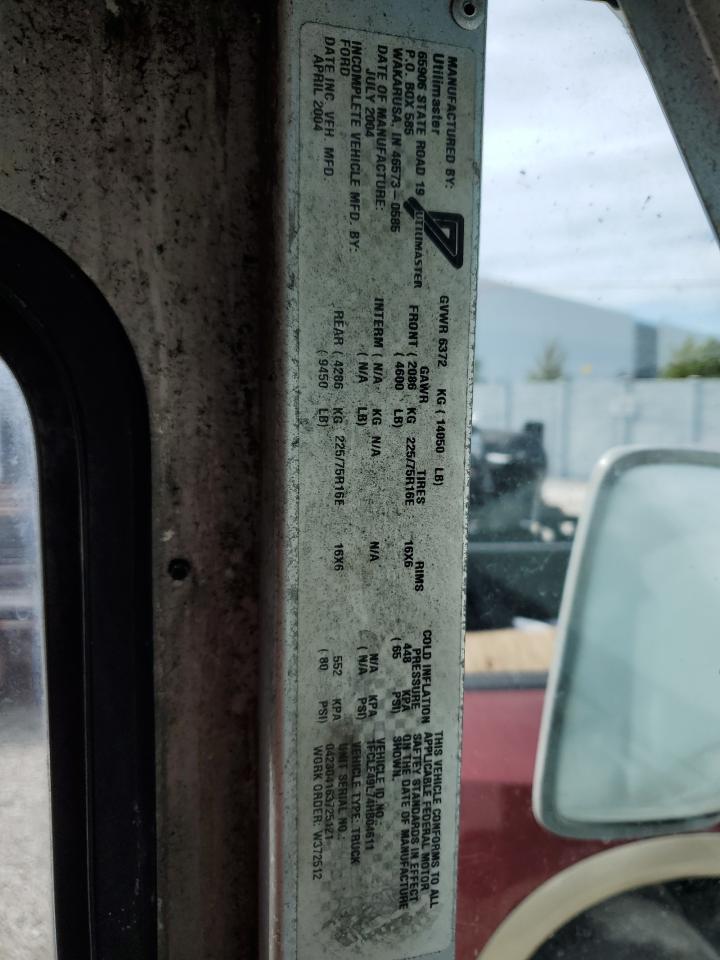 MANUFACTURED BY:
Utilimaster
65906 STATE ROAD 19
P.O. BOX 585
WAKARUSA, IN 46573-0585
DATE OF MANUFACTURE:
JULY 2004
INCOMPLETE VEHICLE MFD. BY:
FORD
DATE INC. VEH. MFD.
APRIL 2004
UTILIMASTER
GVWR 6372 KG ( 14050 LB)
GAWR TIRES RIMS COLD INFLATION PRESSURE
FRONT ( 2086 KG 225/75R16E 16X6 448 KPA
( 4600 LB) ( 65 PSI)
INTERM ( N/A KG N/A N/A N/A KPA
( N/A LB) ( N/A PSI)
REAR ( 4286 KG 225/75R16E 16X6 552 KPA
( 9450 LB) ( 80 PSI)
THIS VEHICLE CONFORMS TO ALL
APPLICABLE FEDERAL MOTOR
SAFTEY STANDARDS IN EFFECT
ON THE DATE OF MANUFACTURE
SHOWN.
VEHICLE ID NO.:
1FCLE49L74HB04611
VEHICLE TYPE: TRUCK
UNIT SERIAL NO.:
042304163725121
WORK ORDER: W372512